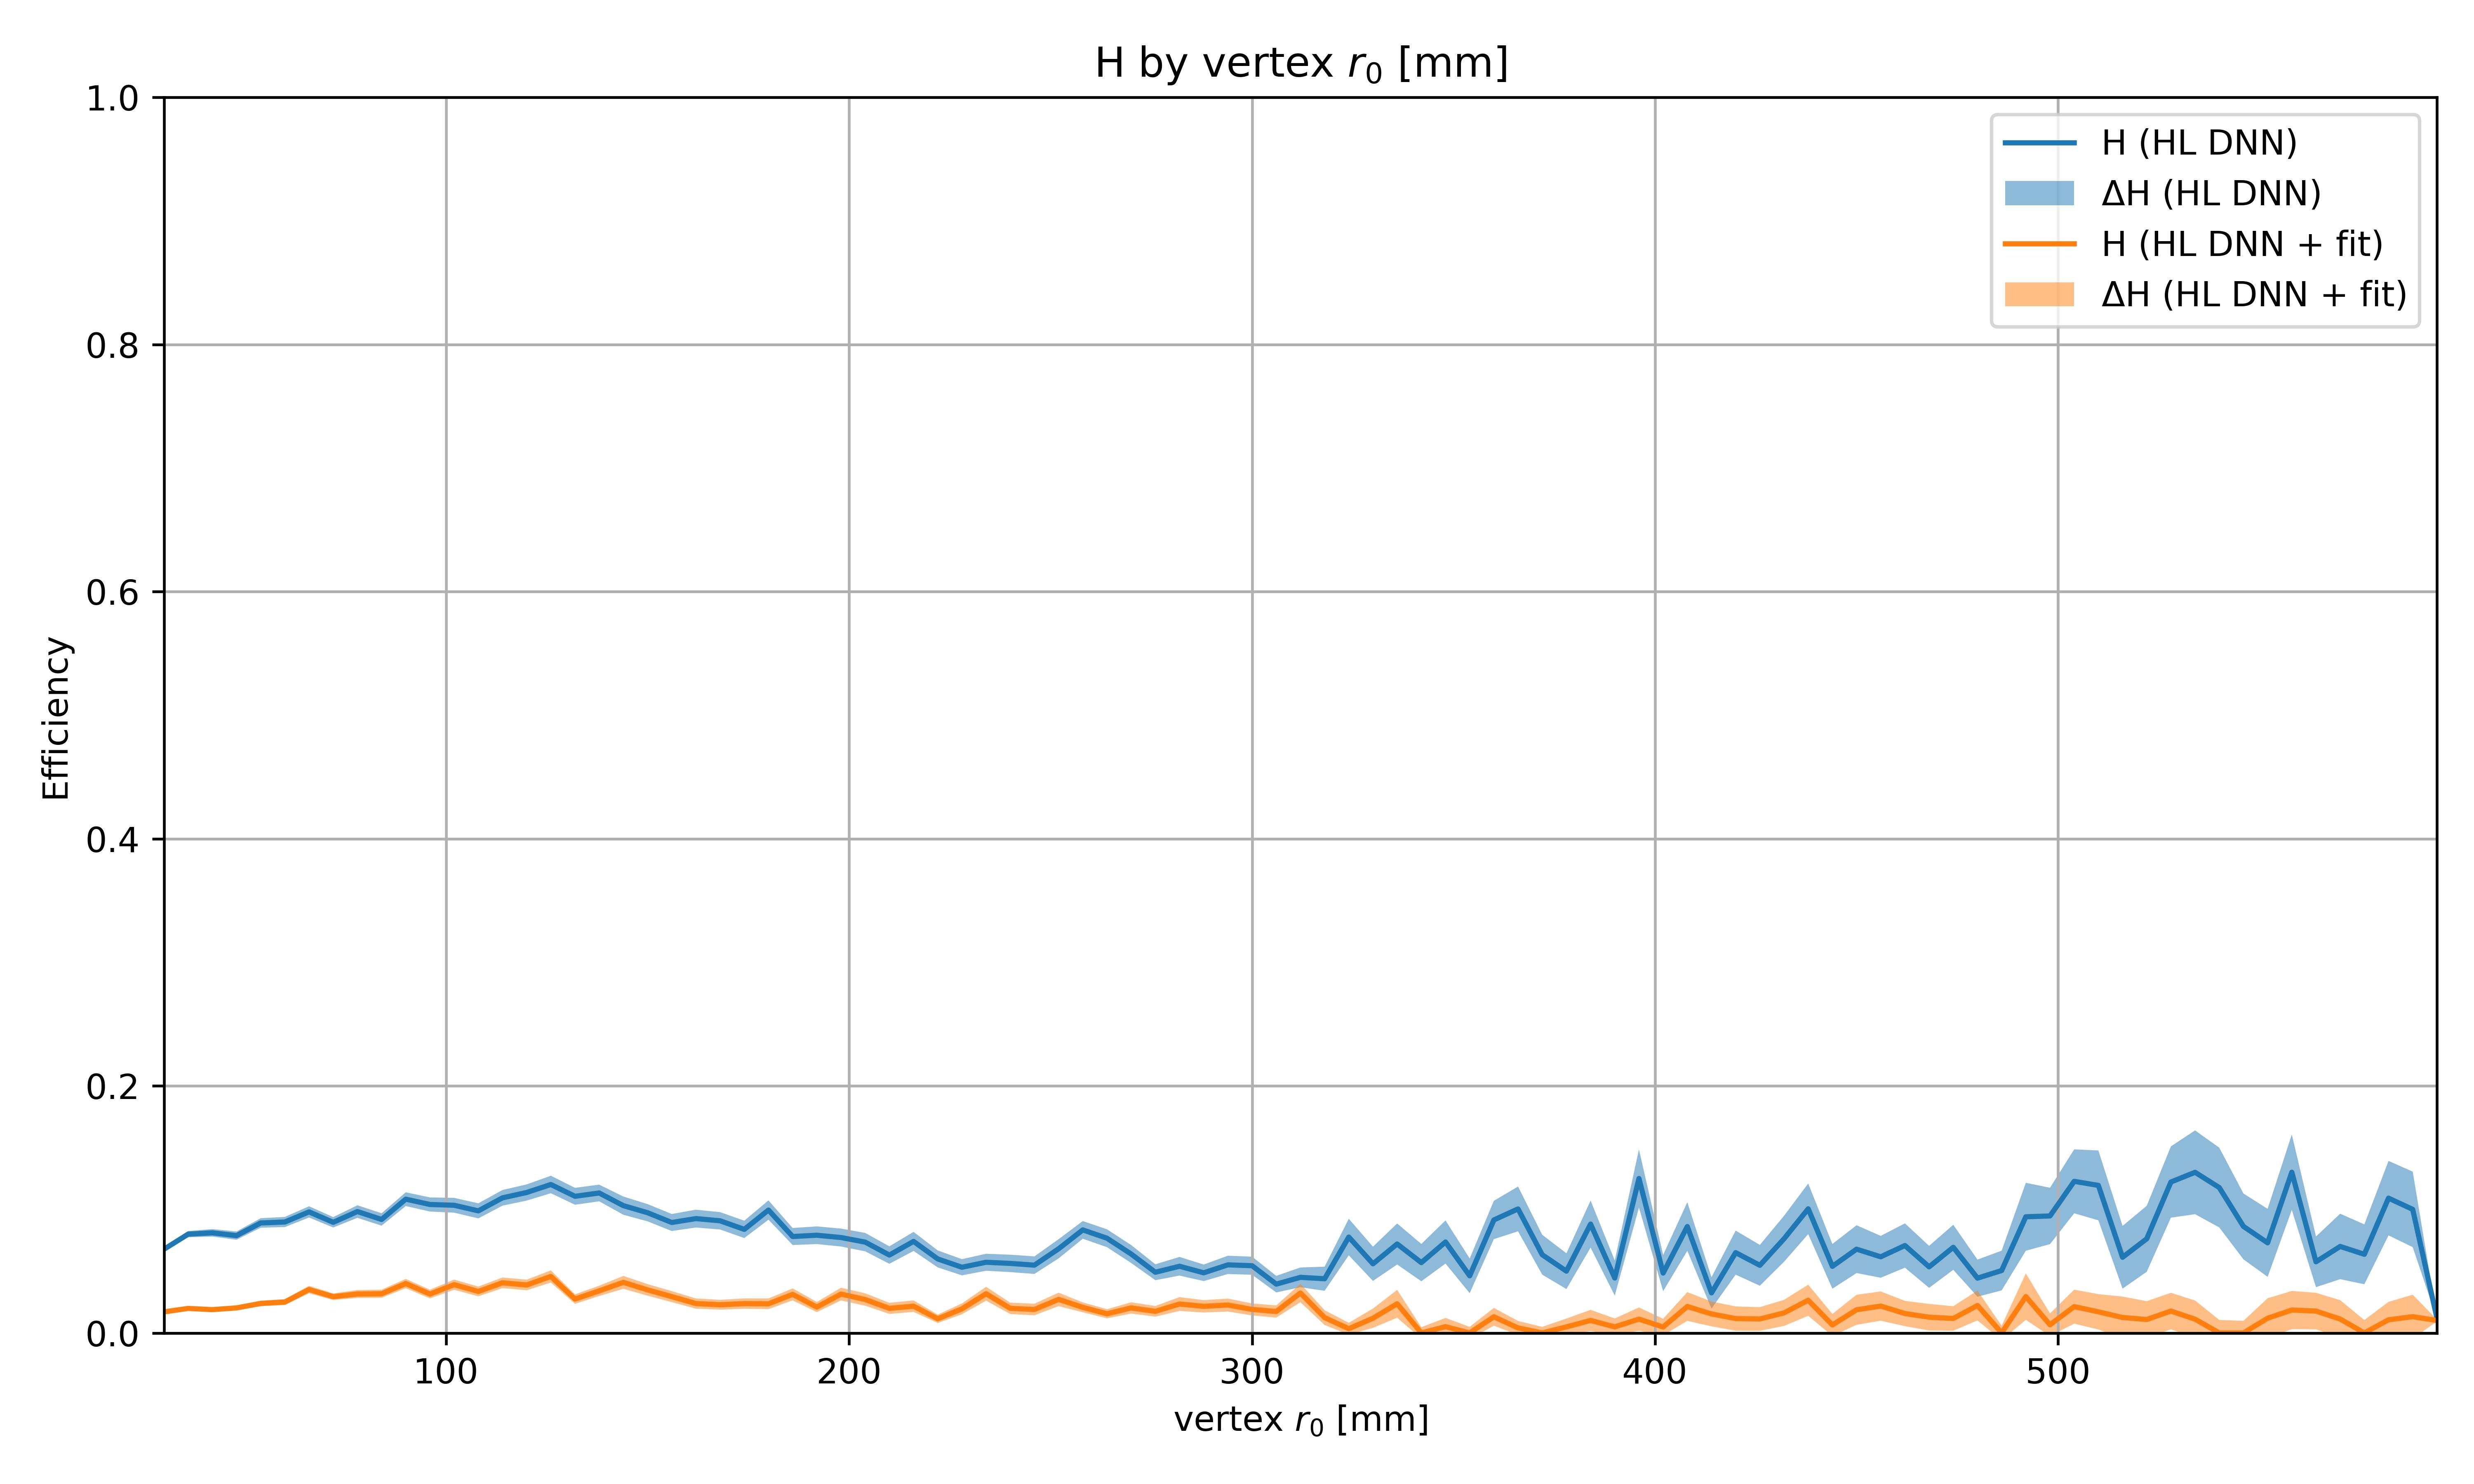 H by vertex r₀ [mm]
1.0
0.8
0.6
0.4
0.2
0.0
Efficiency
H (HL DNN)
ΔH (HL DNN)
H (HL DNN + fit)
ΔH (HL DNN + fit)
100
200
300
400
500
vertex r₀ [mm]